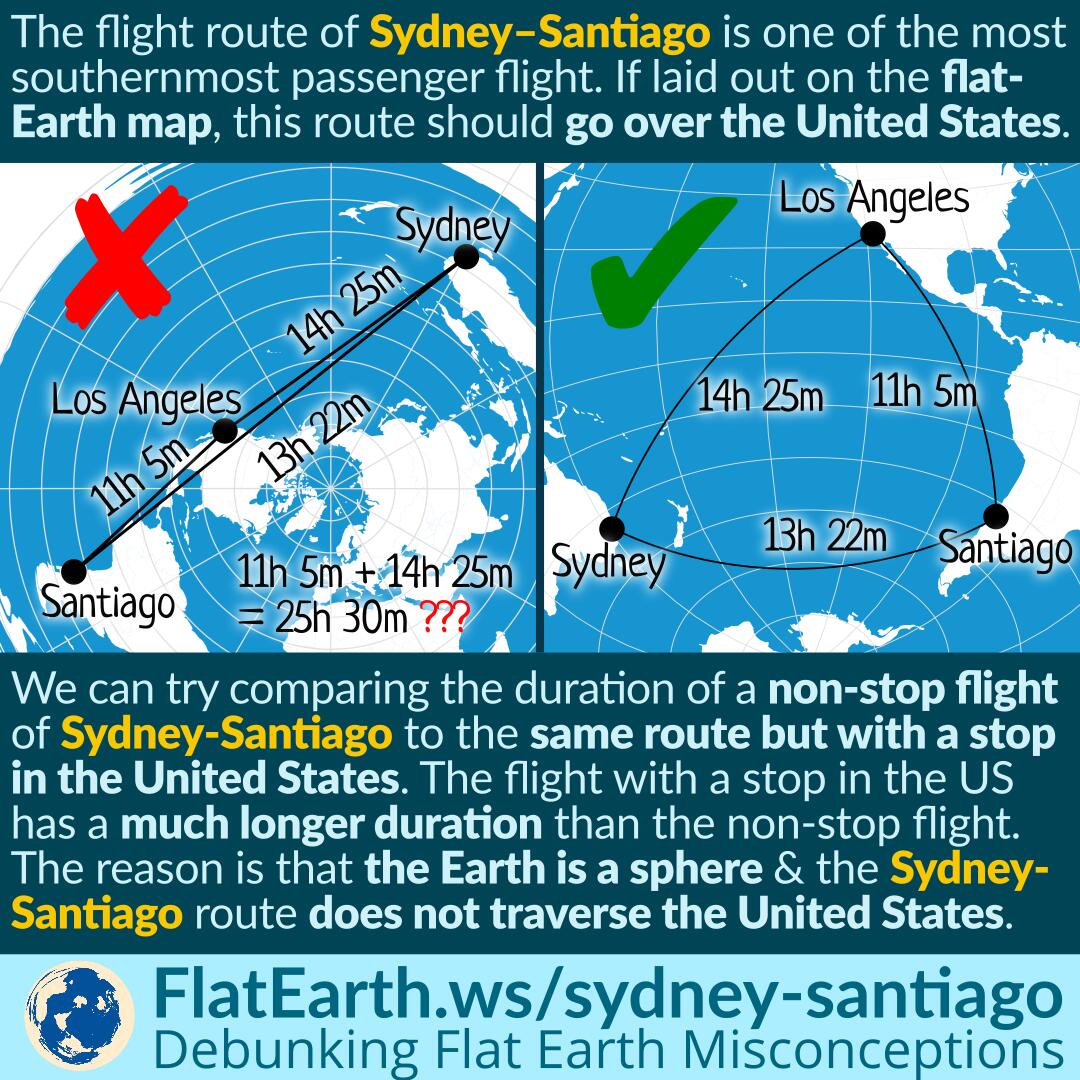 The flight route of Sydney–Santiago is one of the most
southernmost passenger flight. If laid out on the flat-
Earth map, this route should go over the United States.
Sydney
14h 25m
Los Angeles
13h 22m
11h 5m
Santiago
11h 5m + 14h 25m
= 25h 30m ???
Los Angeles
14h 25m
11h 5m
13h 22m
Sydney
Santiago
We can try comparing the duration of a non-stop flight
of Sydney-Santiago to the same route but with a stop
in the United States. The flight with a stop in the US
has a much longer duration than the non-stop flight.
The reason is that the Earth is a sphere & the Sydney-
Santiago route does not traverse the United States.
FlatEarth.ws/sydney-santiago
Debunking Flat Earth Misconceptions